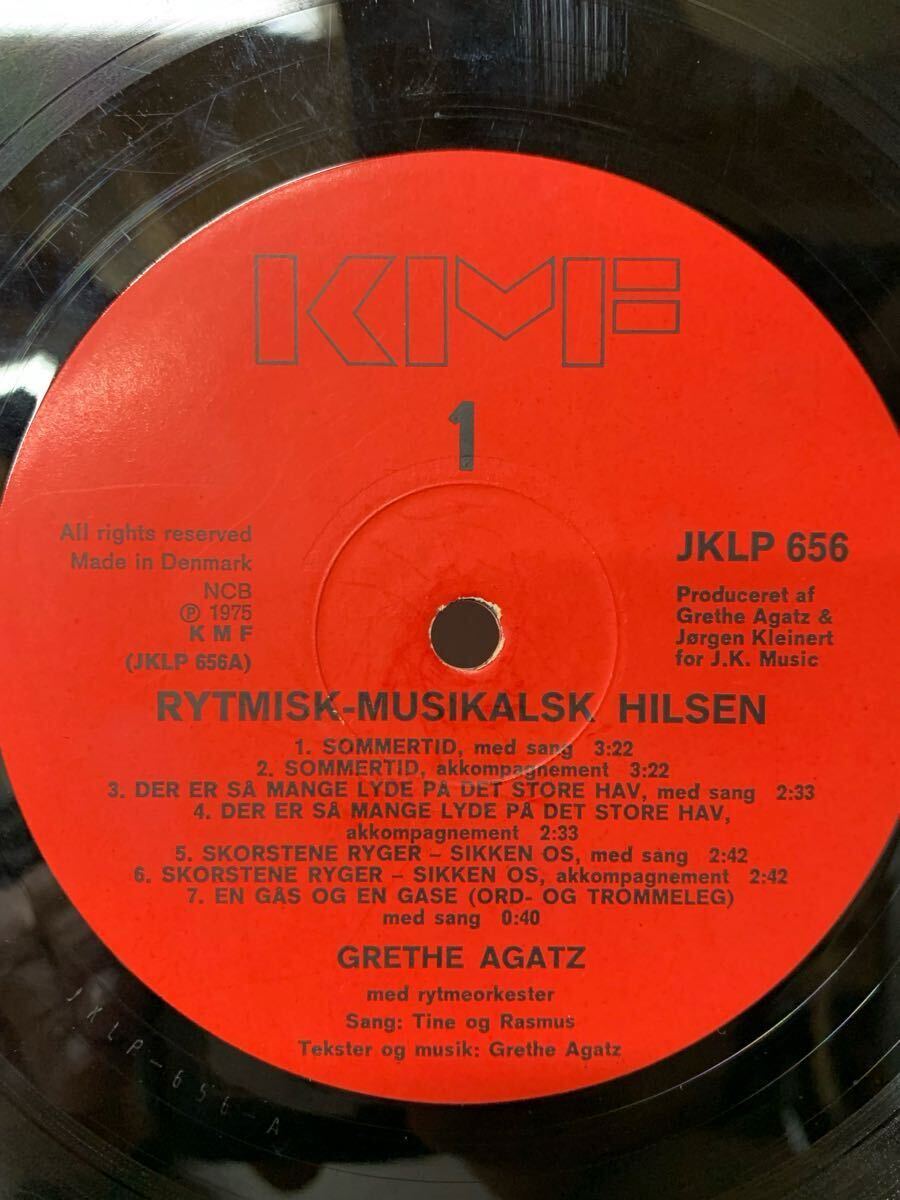 KMF
1
All rights reserved
Made in Denmark
NCB
℗ 1975
KMF
(JKLP 656A)
JKLP 656
Produceret af
Grethe Agatz &
Jørgen Kleinert
for J.K. Music
RYTMISK-MUSIKALSK HILSEN
1. SOMMERTID, med sang 3:22
2. SOMMERTID, akkompagnement 3:22
3. DER ER SÅ MANGE LYDE PÅ DET STORE HAV, med sang 2:33
4. DER ER SÅ MANGE LYDE PÅ DET STORE HAV,
akkompagnement 2:33
5. SKORSTENE RYGER – SIKKEN OS, med sang 2:42
6. SKORSTENE RYGER – SIKKEN OS, akkompagnement 2:42
7. EN GÅS OG EN GASE (ORD- OG TROMMELEG)
med sang 0:40
GRETHE AGATZ
med rytmeorkester
Sang: Tine og Rasmus
Tekster og musik: Grethe Agatz
JKLP-656-A